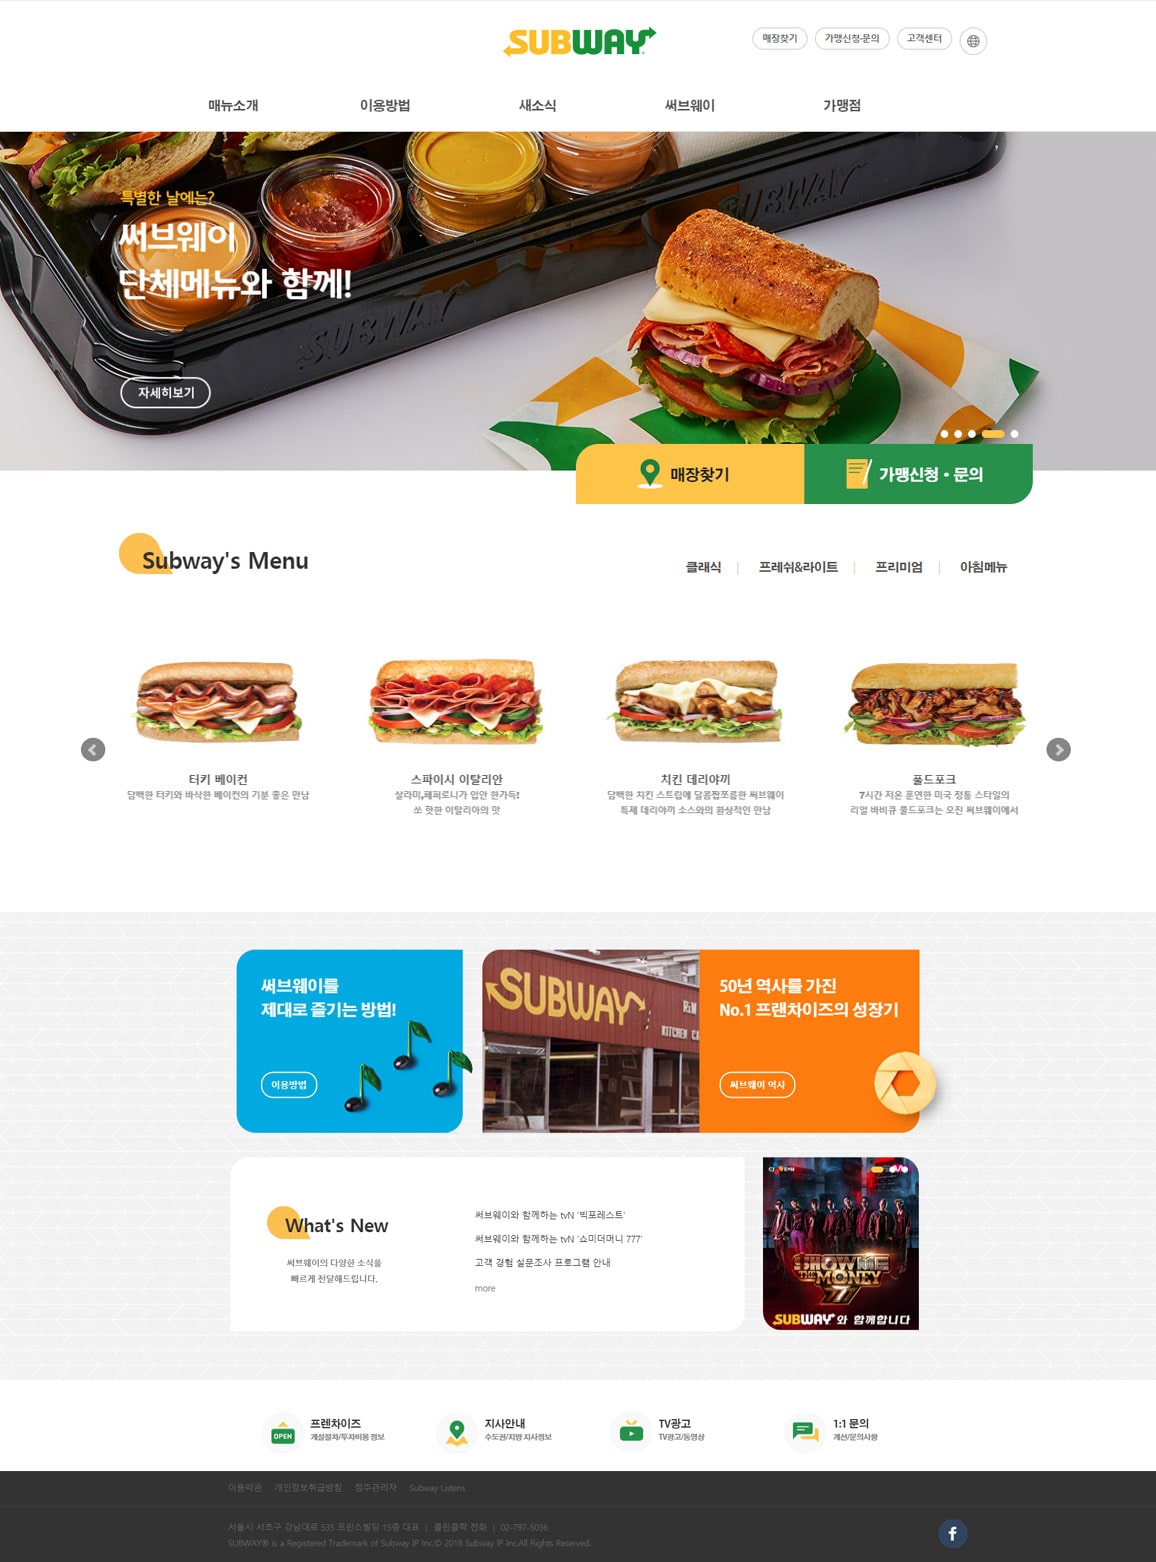 SUBWAY
매장찾기
가맹신청·문의
고객센터
매뉴소개
이용방법
새소식
써브웨이
가맹점
SUBWAY
SUBWAY
특별한 날에는?
써브웨이
단체메뉴와 함께!
자세히보기
매장찾기
가맹신청·문의
Subway's Menu
클래식
프레쉬&라이트
프리미엄
아침메뉴
터키 베이컨
담백한 터키와 바삭한 베이컨의 기분 좋은 만남
스파이시 이탈리안
살라미,페퍼로니가 입안 한가득!
쏘 핫한 이탈리아의 맛
치킨 데리야끼
담백한 치킨 스트립에 달콤짭쪼름한 써브웨이
특제 데리야끼 소스와의 환상적인 만남
풀드포크
7시간 저온 훈연한 미국 정통 스타일의
리얼 바비큐 풀드포크는 오진 써브웨이에서
써브웨이를
제대로 즐기는 방법!
이용방법
SUBWAY
KITCHEN
50년 역사를 가진
No.1 프랜차이즈의 성장기
써브웨이 역사
What's New
써브웨이의 다양한 소식을
빠르게 전달해드립니다.
써브웨이와 함께하는 tvN '빅포레스트'
써브웨이와 함께하는 tvN '쇼미더머니 777'
고객 경험 설문조사 프로그램 안내
more
CJ E&M
SHOW ME
THE MONEY
777
SUBWAY와 함께합니다
OPEN
프렌차이즈
개설절차/투자비용 정보
지사안내
수도권/지방 지사정보
TV광고
TV광고/동영상
1:1 문의
개선/문의사항
이용약관
개인정보취급방침
점주관리자
Subway Listens
서울시 서초구 강남대로 535 프린스빌딩 15층 대표 | 콜린클락 전화 | 02-797-5036
SUBWAY® is a Registered Trademark of Subway IP Inc.© 2018 Subway IP Inc.All Rights Reserved.
f